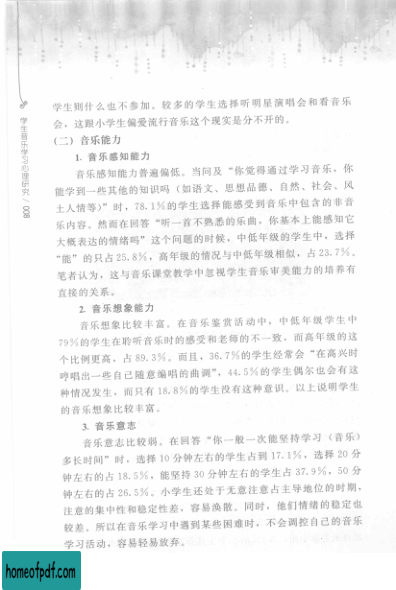 学生则什么也不参加。较多的学生选择听明星演唱会和看音乐
会，这跟小学生偏爱流行音乐这个现实是分不开的。
（二）音乐能力
1. 音乐感知能力
音乐感知能力普遍偏低。当问及“你觉得通过学习音乐，你
能学到一些其他的知识吗（如语文、思想品德、自然、社会、风
土人情等）”时，78.1%的学生选择能感受到音乐中包含的非音
乐内容。然而在回答“听一首不熟悉的乐曲，你基本上能感知它
大概表达的情绪吗”这个问题的时候，中低年级的学生中，选择
“能”的只占25.8%，高年级的情况与中低年级相似，占23.7%。
笔者认为，这与音乐课堂教学中忽视学生音乐审美能力的培养有
直接的关系。
2. 音乐想象能力
音乐想象比较丰富。在音乐鉴赏活动中，中低年级学生中
79%的学生在聆听音乐时的感受和老师的不一致，而高年级的这
个比例更高，占89.3%。而且，36.7%的学生经常会“在高兴时
哼唱出一些自己随意编唱的曲调”，44.5%的学生偶尔也会有这
种情况发生，而只有18.8%的学生没有这种意识。以上说明学生
的音乐想象比较丰富。
3. 音乐意志
音乐意志比较弱。在回答“你一般一次能坚持学习（音乐）
多长时间”时，选择10分钟左右的学生占到17.1%，选择20分
钟左右的占18.5%，能坚持30分钟左右的学生占37.9%，50分
钟左右的占26.5%。小学生还处于无意注意占主导地位的时期，
注意的集中性和稳定性差，容易涣散。同时，他们情绪的稳定也
较差。所以在音乐学习中遇到某些困难时，不会调控自己的音乐
学习活动，容易轻易放弃。
学生音乐学习心理研究 / 008
homeofpdf.com